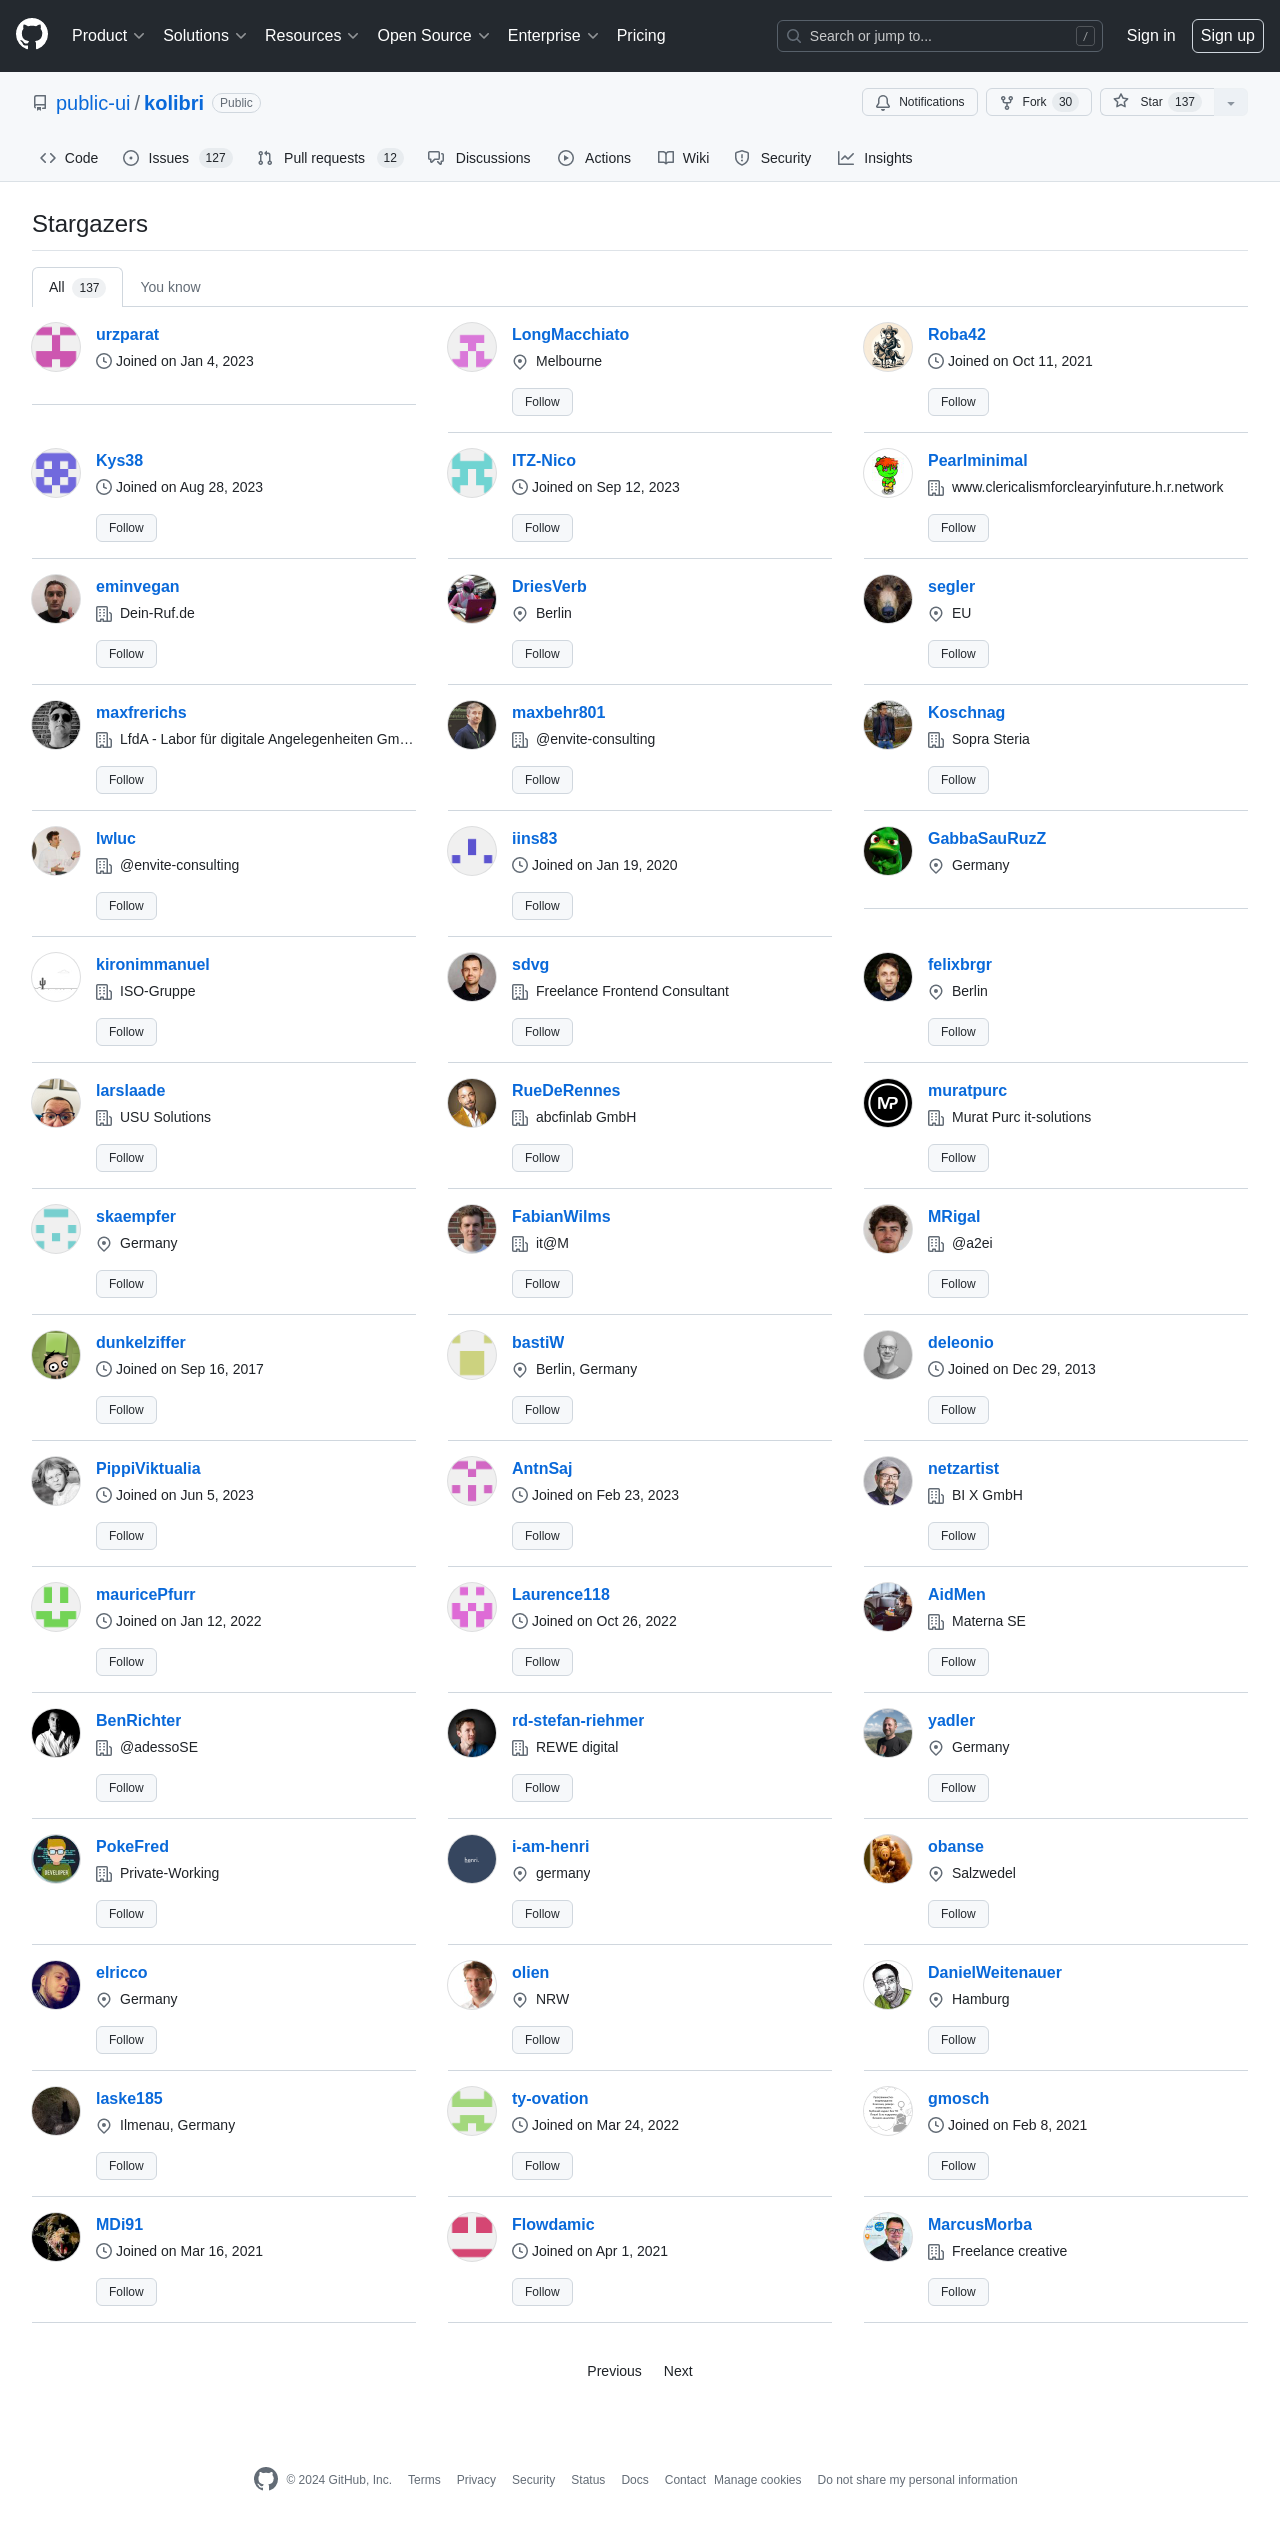 Product Solutions Resources Open Source Enterprise Pricing Search or jump to... / Sign in Sign up
public-ui / kolibri Public Notifications Fork 30 Star 137
Code Issues 127 Pull requests 12 Discussions Actions Wiki Security Insights
Stargazers
All 137 You know
urzparat LongMacchiato Roba42
Joined on Jan 4, 2023 Melbourne Joined on Oct 11, 2021
Follow Follow
Kys38 ITZ-Nico Pearlminimal
Joined on Aug 28, 2023 Joined on Sep 12, 2023 www.clericalismforclearyinfuture.h.r.network
Follow Follow Follow
eminvegan DriesVerb segler
Dein-Ruf.de Berlin EU
Follow Follow Follow
maxfrerichs maxbehr801 Koschnag
LfdA - Labor für digitale Angelegenheiten Gm… @envite-consulting Sopra Steria
Follow Follow Follow
lwluc iins83 GabbaSauRuzZ
@envite-consulting Joined on Jan 19, 2020 Germany
Follow Follow
kironimmanuel sdvg felixbrgr
ISO-Gruppe Freelance Frontend Consultant Berlin
Follow Follow Follow
larslaade RueDeRennes muratpurc
USU Solutions abcfinlab GmbH Murat Purc it-solutions
Follow Follow Follow
skaempfer FabianWilms MRigal
Germany it@M @a2ei
Follow Follow Follow
dunkelziffer bastiW deleonio
Joined on Sep 16, 2017 Berlin, Germany Joined on Dec 29, 2013
Follow Follow Follow
PippiViktualia AntnSaj netzartist
Joined on Jun 5, 2023 Joined on Feb 23, 2023 BI X GmbH
Follow Follow Follow
mauricePfurr Laurence118 AidMen
Joined on Jan 12, 2022 Joined on Oct 26, 2022 Materna SE
Follow Follow Follow
BenRichter rd-stefan-riehmer yadler
@adessoSE REWE digital Germany
Follow Follow Follow
PokeFred i-am-henri obanse
Private-Working germany Salzwedel
Follow Follow Follow
elricco olien DanielWeitenauer
Germany NRW Hamburg
Follow Follow Follow
laske185 ty-ovation gmosch
Ilmenau, Germany Joined on Mar 24, 2022 Joined on Feb 8, 2021
Follow Follow Follow
MDi91 Flowdamic MarcusMorba
Joined on Mar 16, 2021 Joined on Apr 1, 2021 Freelance creative
Follow Follow Follow
Previous Next
© 2024 GitHub, Inc. Terms Privacy Security Status Docs Contact Manage cookies Do not share my personal information